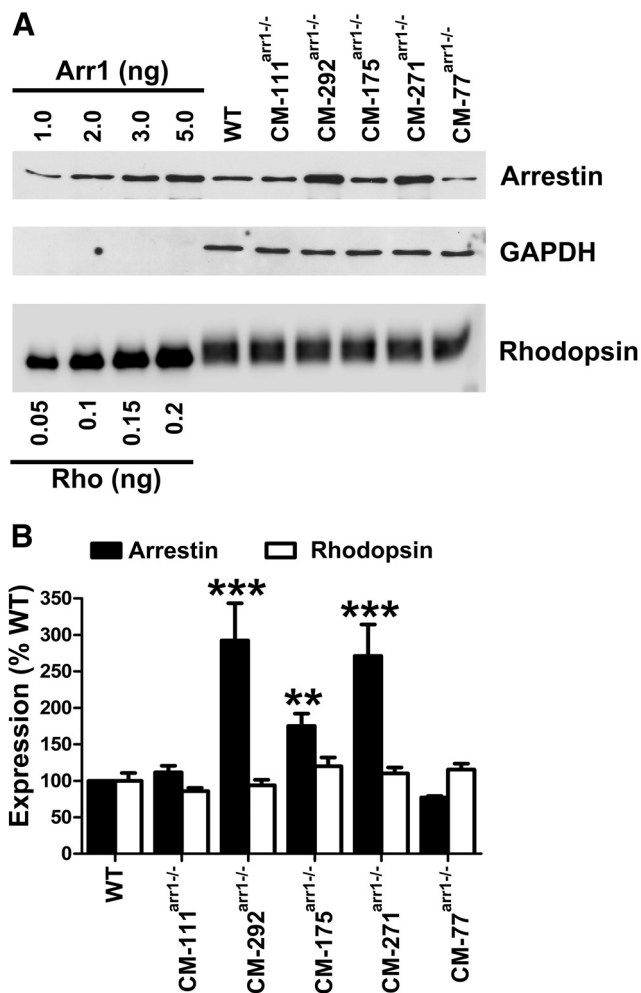 A
Arr1 (ng)
1.0 2.0 3.0 5.0 WT CM-111arr1-/- CM-292arr1-/- CM-175arr1-/- CM-271arr1-/- CM-77arr1-/-
Arrestin
GAPDH
Rhodopsin
0.05 0.1 0.15 0.2
Rho (ng)
B
Arrestin Rhodopsin
Expression (% WT)
350
300
250
200
150
100
50
0
*** ** ***
WT CM-111arr1-/- CM-292arr1-/- CM-175arr1-/- CM-271arr1-/- CM-77arr1-/-